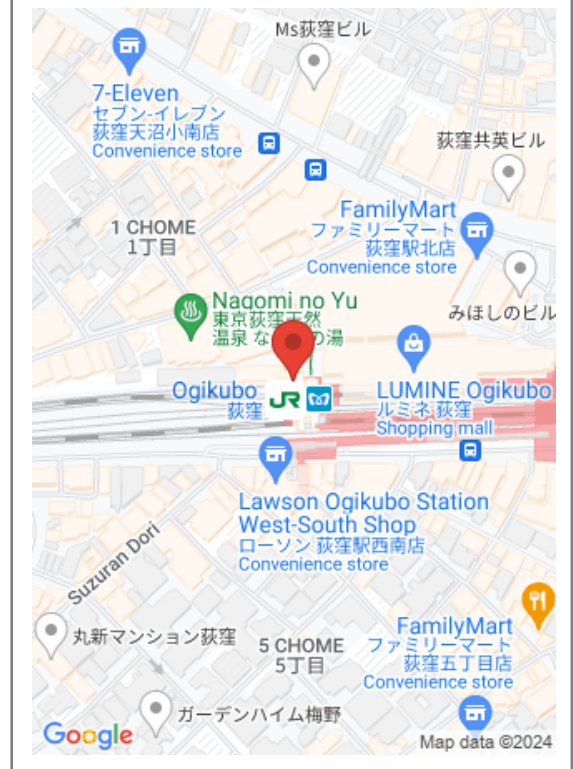 Ms荻窪ビル
7-Eleven
セブン-イレブン
荻窪天沼小南店
Convenience store
荻窪共英ビル
FamilyMart
ファミリーマート
荻窪駅北店
Convenience store
1 CHOME
1丁目
Nagomi no Yu
東京荻窪天然
温泉 な の湯
みほしのビル
Ogikubo
荻窪
JR
LUMINE Ogikubo
ルミネ 荻窪
Shopping mall
Lawson Ogikubo Station
West-South Shop
ローソン 荻窪駅西南店
Convenience store
Suzuran Dori
丸新マンション荻窪
5 CHOME
5丁目
FamilyMart
ファミリーマート
荻窪五丁目店
Convenience store
ガーデンハイム梅野
Google
Map data ©2024